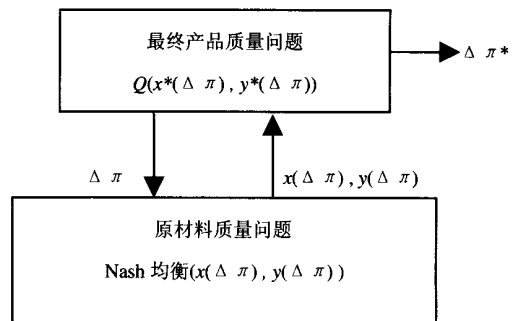 最终产品质量问题
Q(x*(Δ π), y*(Δ π))
Δ π*
Δ π
x(Δ π), y(Δ π)
原材料质量问题
Nash 均衡(x(Δ π), y(Δ π))